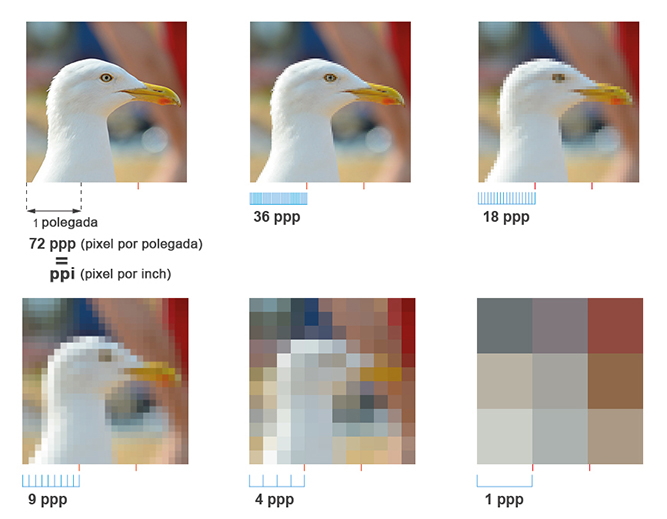 1 polegada
72 ppp (pixel por polegada)
=
ppi (pixel por inch)
36 ppp
18 ppp
9 ppp
4 ppp
1 ppp